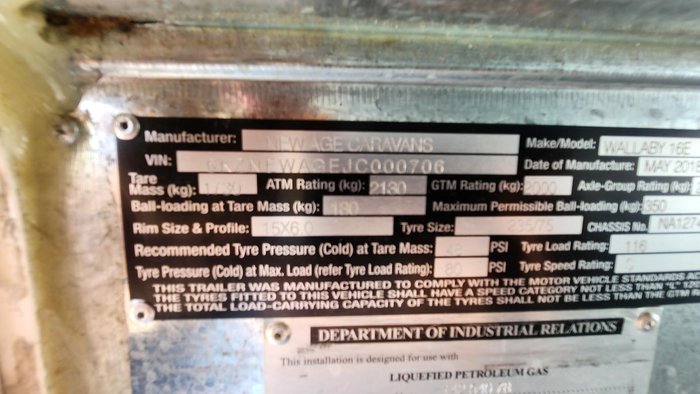 Manufacturer: NEW AGE CARAVANS Make/Model: WALLABY 16E
VIN: 6KZNEWAGEJC000706 Date of Manufacture: MAY 2018
Tare Mass (kg): ATM Rating (kg): 2130 GTM Rating (kg): 2000 Axle-Group Rating (kg)
Ball-loading at Tare Mass (kg): 130 Maximum Permissible Ball-loading (kg): 350
Rim Size & Profile: 15X6.0 Tyre Size: 235/75 CHASSIS No. NA1274
Recommended Tyre Pressure (Cold) at Tare Mass: PSI Tyre Load Rating: 116
Tyre Pressure (Cold) at Max. Load (refer Tyre Load Rating): PSI Tyre Speed Rating:
THIS TRAILER WAS MANUFACTURED TO COMPLY WITH THE MOTOR VEHICLE STANDARDS
THE TYRES FITTED TO THIS VEHICLE SHALL HAVE A SPEED CATEGORY NOT LESS THAN "L"
THE TOTAL LOAD-CARRYING CAPACITY OF THE TYRES SHALL BE NOT LESS THAN THE GTM
DEPARTMENT OF INDUSTRIAL RELATIONS
This installation is designed for use with
LIQUEFIED PETROLEUM GAS